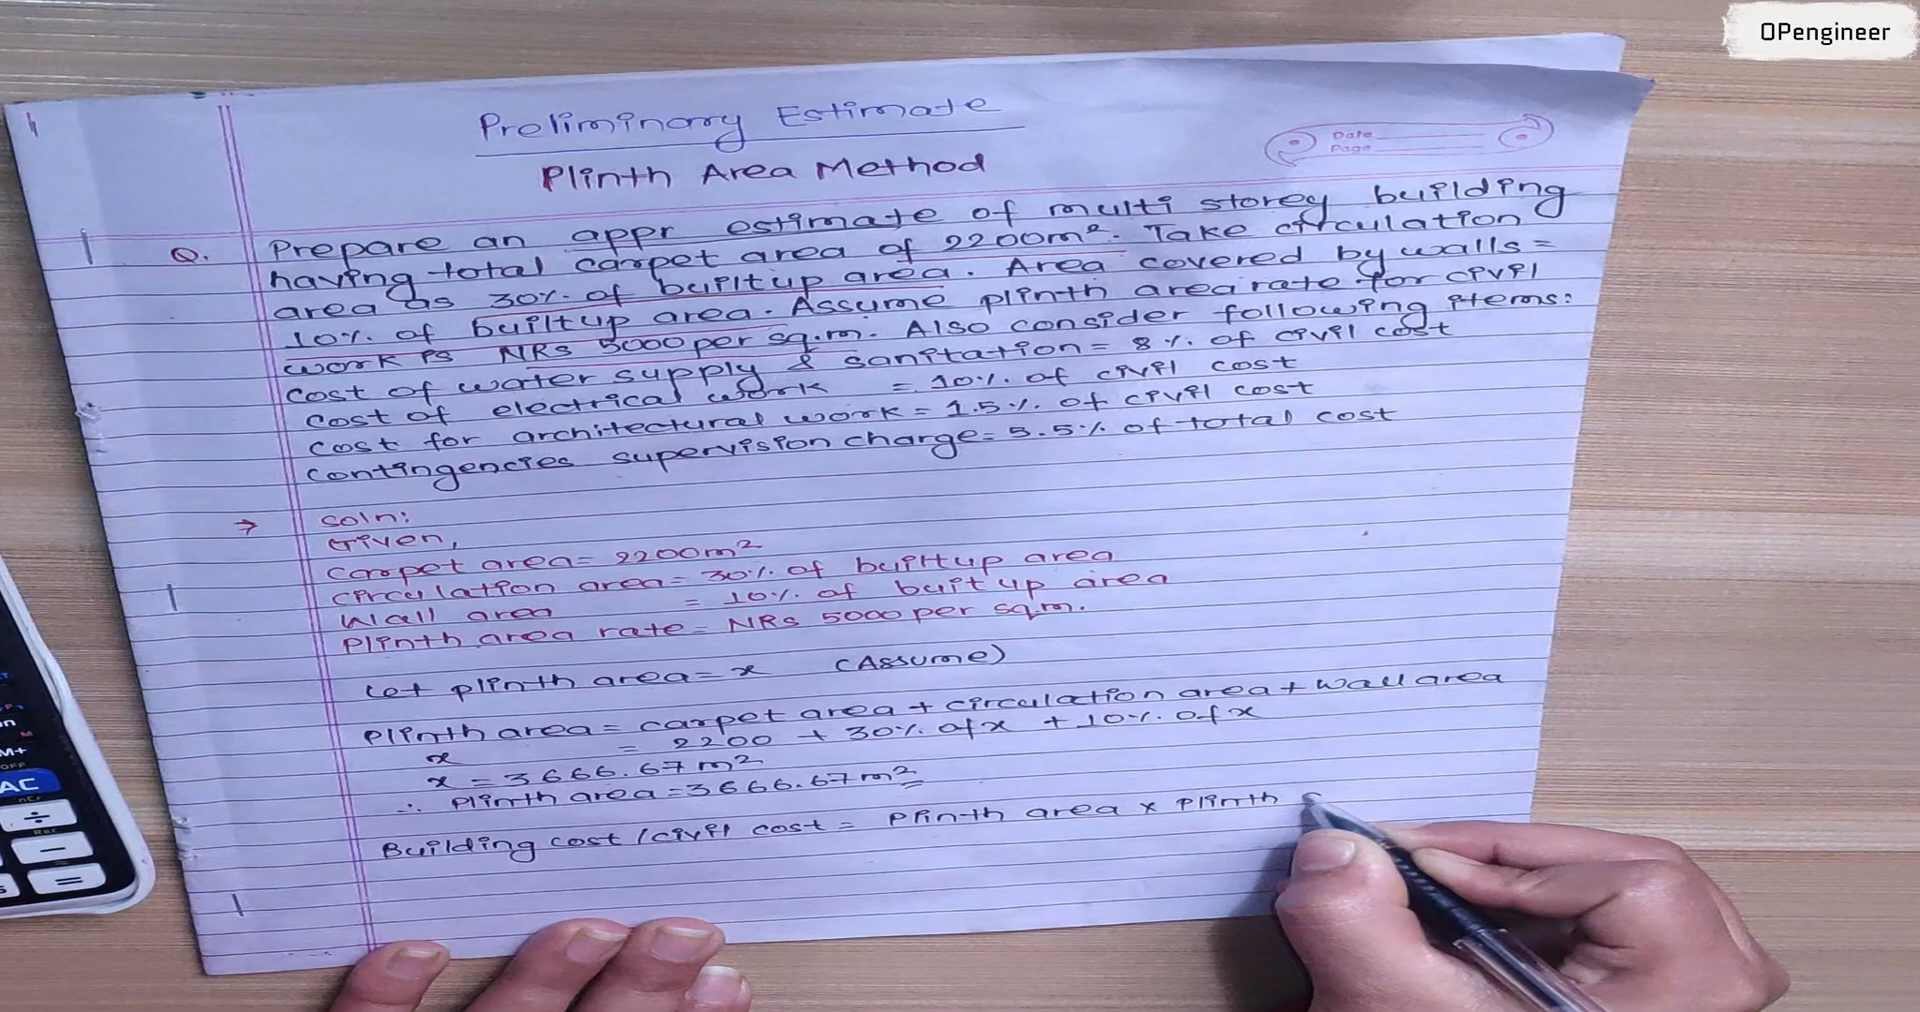 OPengineer
Preliminary Estimate
Date
Page
Plinth Area Method
Q. Prepare an appr estimate of multi storey building
having total carpet area of 2200m². Take circulation
area as 30% of builtup area. Area covered by walls =
10% of builtup area. Assume plinth area rate for civil
work is NRs 5000 per sq.m. Also consider following items:
Cost of water supply & sanitation = 8% of civil cost
Cost of electrical work = 10% of civil cost
Cost for architectural work = 1.5% of civil cost
Contingencies supervision charge = 5.5% of total cost
→ Soln:
Given,
Carpet area = 2200m²
Circulation area = 30% of builtup area
Wall area = 10% of buitup area
Plinth area rate = NRs 5000 per sq.m.
Let plinth area = x (Assume)
Plinth area = carpet area + circulation area + wall area
x = 2200 + 30% of x + 10% of x
x = 3666.67 m²
∴ Plinth area = 3666.67 m²
Building cost / civil cost = Plinth area × Plinth
AC
M+
÷
−
=